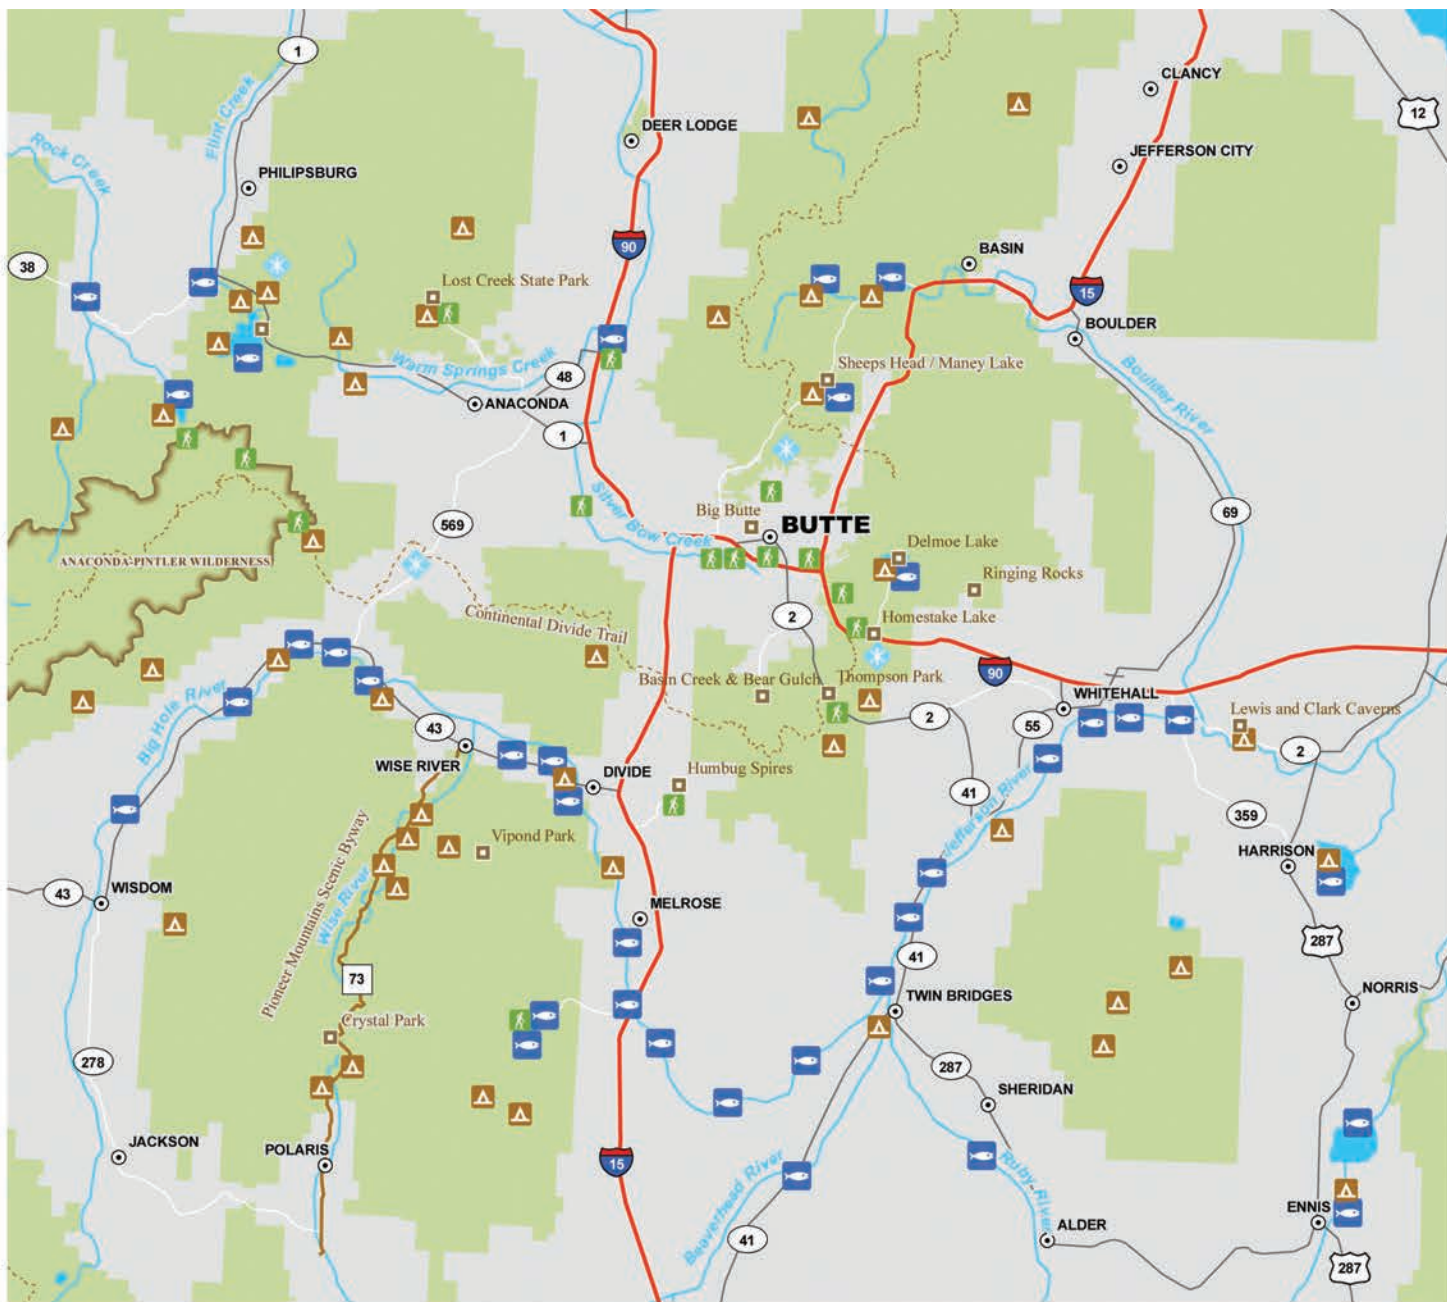 1
CLANCY
12
Flint Creek
DEER LODGE
Rock Creek
JEFFERSON CITY
PHILIPSBURG
90
BASIN
38
Lost Creek State Park
15
BOULDER
Warm Springs Creek
48
Sheeps Head / Maney Lake
Boulder River
ANACONDA
1
Silver Bow Creek
Big Butte
BUTTE
69
569
Delmoe Lake
ANACONDA-PINTLER WILDERNESS
Ringing Rocks
Continental Divide Trail
2
Homestake Lake
90
Basin Creek & Bear Gulch
Thompson Park
Big Hole River
WHITEHALL
Lewis and Clark Caverns
43
2
55
2
WISE RIVER
DIVIDE
Humbug Spires
41
Jefferson River
359
Pioneer Mountains Scenic Byway
Vipond Park
HARRISON
43
WISDOM
Wise River
MELROSE
287
41
73
NORRIS
TWIN BRIDGES
Crystal Park
278
287
SHERIDAN
JACKSON
POLARIS
15
Beaverhead River
Ruby River
ENNIS
ALDER
41
287